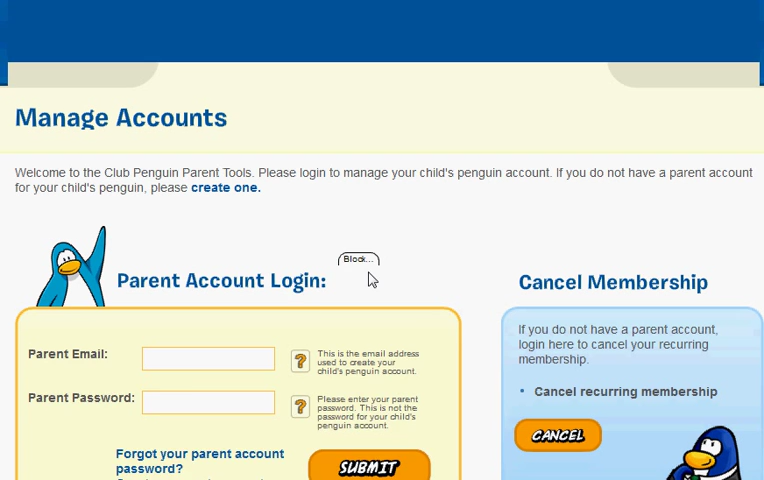 Manage Accounts
Welcome to the Club Penguin Parent Tools. Please login to manage your child's penguin account. If you do not have a parent account
for your child's penguin, please create one.
Block...
Parent Account Login:
Parent Email:
?
This is the email address
used to create your
child's penguin account.
Parent Password:
?
Please enter your parent
password. This is not the
password for your child's
penguin account.
Forgot your parent account
password?
SUBMIT
Cancel Membership
If you do not have a parent account,
login here to cancel your recurring
membership.
• Cancel recurring membership
CANCEL